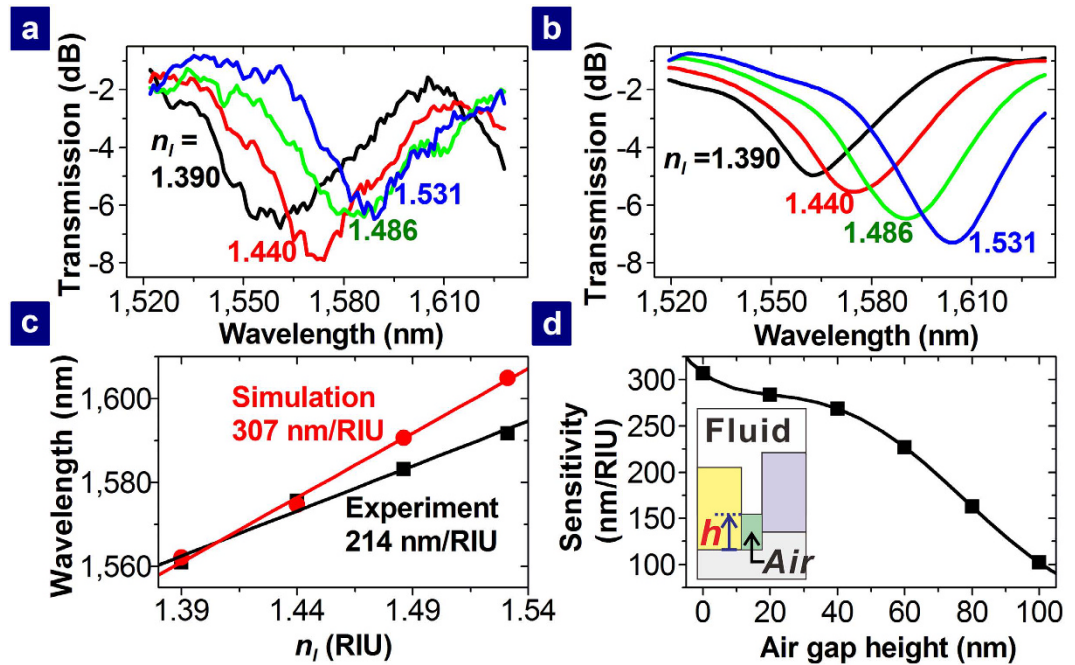 a
Transmission (dB)
-2
-4
-6
-8
n_l =
1.390
1.440
1.486
1.531
1,520
1,550
1,580
1,610
Wavelength (nm)
b
Transmission (dB)
-2
-4
-6
-8
n_l =1.390
1.440
1.486
1.531
1,520
1,550
1,580
1,610
Wavelength (nm)
c
Wavelength (nm)
1,600
1,580
1,560
Simulation
307 nm/RIU
Experiment
214 nm/RIU
1.39
1.44
1.49
1.54
n_l (RIU)
d
Sensitivity
(nm/RIU)
300
250
200
150
100
Fluid
h
Air
0
20
40
60
80
100
Air gap height (nm)